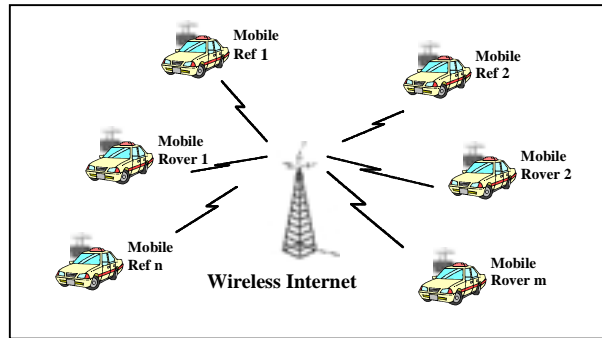 Mobile
Ref 1
Mobile
Ref 2
Mobile
Rover 1
Mobile
Rover 2
Mobile
Ref n
Wireless Internet
Mobile
Rover m